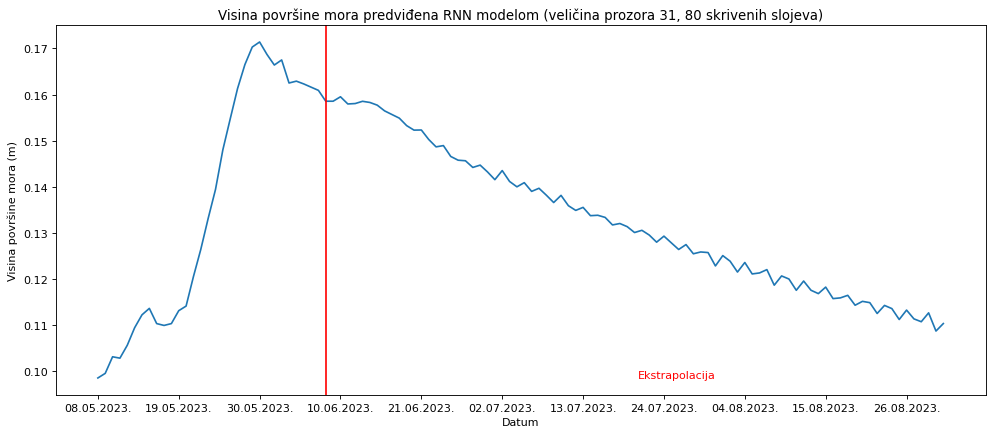 Visina površine mora predviđena RNN modelom (veličina prozora 31, 80 skrivenih slojeva)
Visina površine mora (m)
0.17
0.16
0.15
0.14
0.13
0.12
0.11
0.10
Ekstrapolacija
08.05.2023. 19.05.2023. 30.05.2023. 10.06.2023. 21.06.2023. 02.07.2023. 13.07.2023. 24.07.2023. 04.08.2023. 15.08.2023. 26.08.2023.
Datum